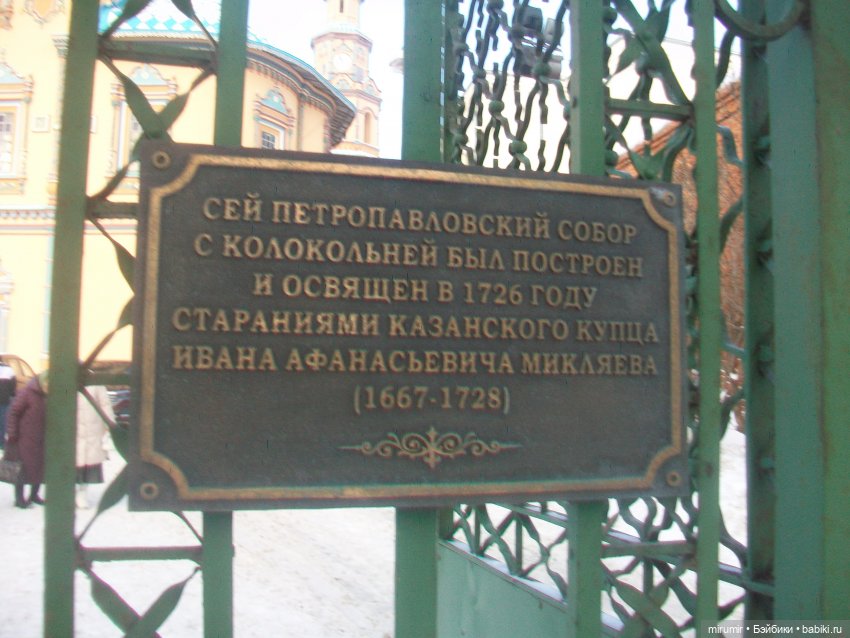 СЕЙ ПЕТРОПАВЛОВСКИЙ СОБОР
С КОЛОКОЛЬНЕЙ БЫЛ ПОСТРОЕН
И ОСВЯЩЕН В 1726 ГОДУ
СТАРАНИЯМИ КАЗАНСКОГО КУПЦА
ИВАНА АФАНАСЬЕВИЧА МИКЛЯЕВА
(1667-1728)
mirumir • Бэйбики • babiki.ru